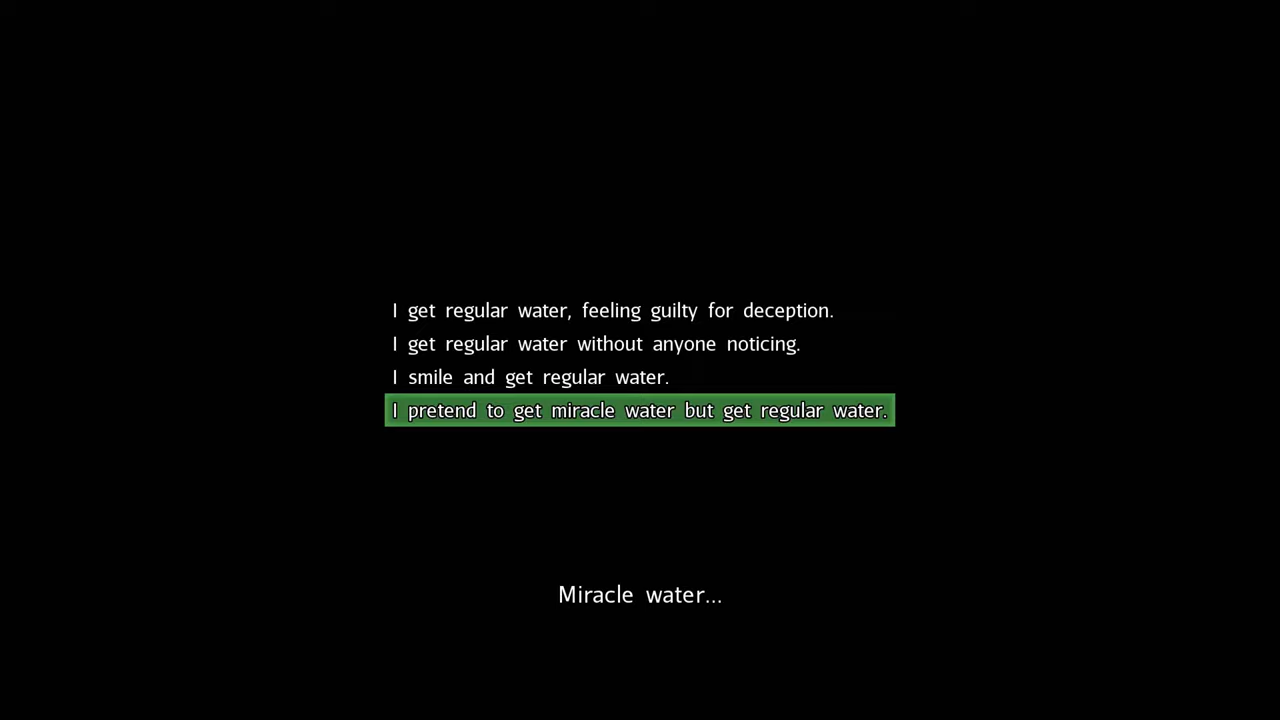 I get regular water, feeling guilty for deception.
I get regular water without anyone noticing.
I smile and get regular water.
I pretend to get miracle water but get regular water.
Miracle water...